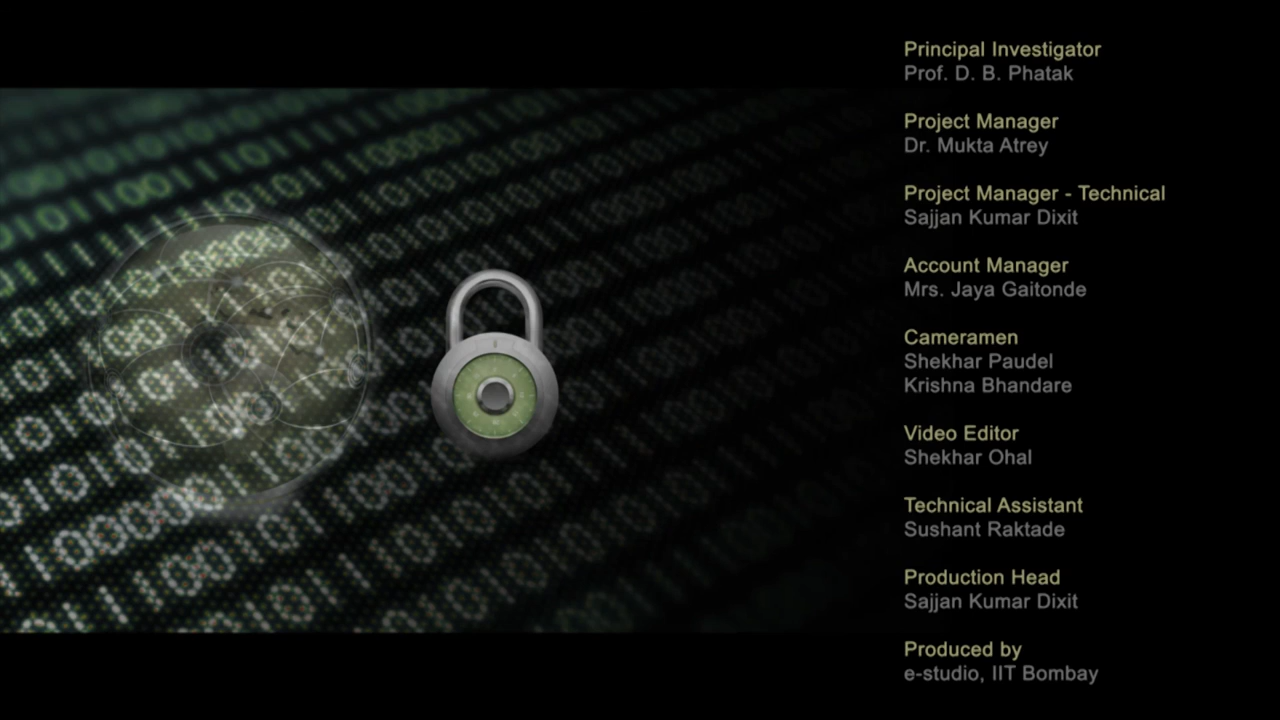 Principal Investigator
Prof. D. B. Phatak
Project Manager
Dr. Mukta Atrey
Project Manager - Technical
Sajjan Kumar Dixit
Account Manager
Mrs. Jaya Gaitonde
Cameramen
Shekhar Paudel
Krishna Bhandare
Video Editor
Shekhar Ohal
Technical Assistant
Sushant Raktade
Production Head
Sajjan Kumar Dixit
Produced by
e-studio, IIT Bombay